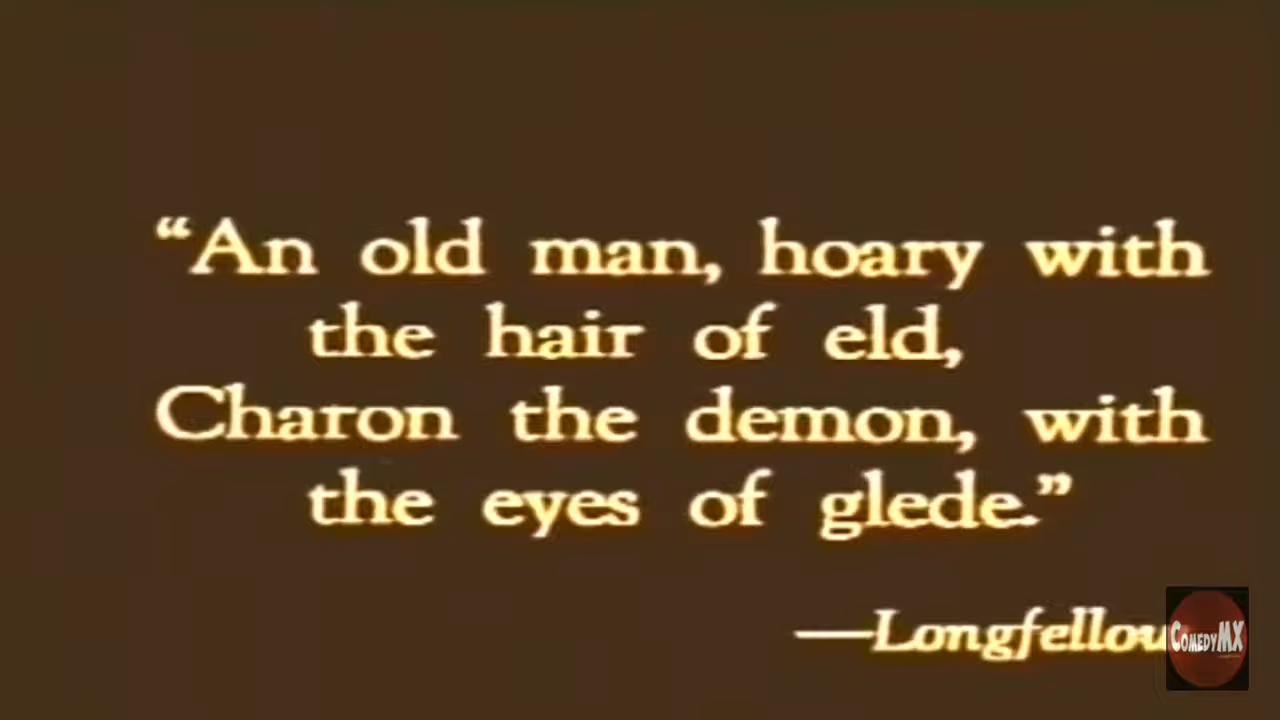 “An old man, hoary with
the hair of eld,
Charon the demon, with
the eyes of glede.”
—Longfellow
COMEDYMX